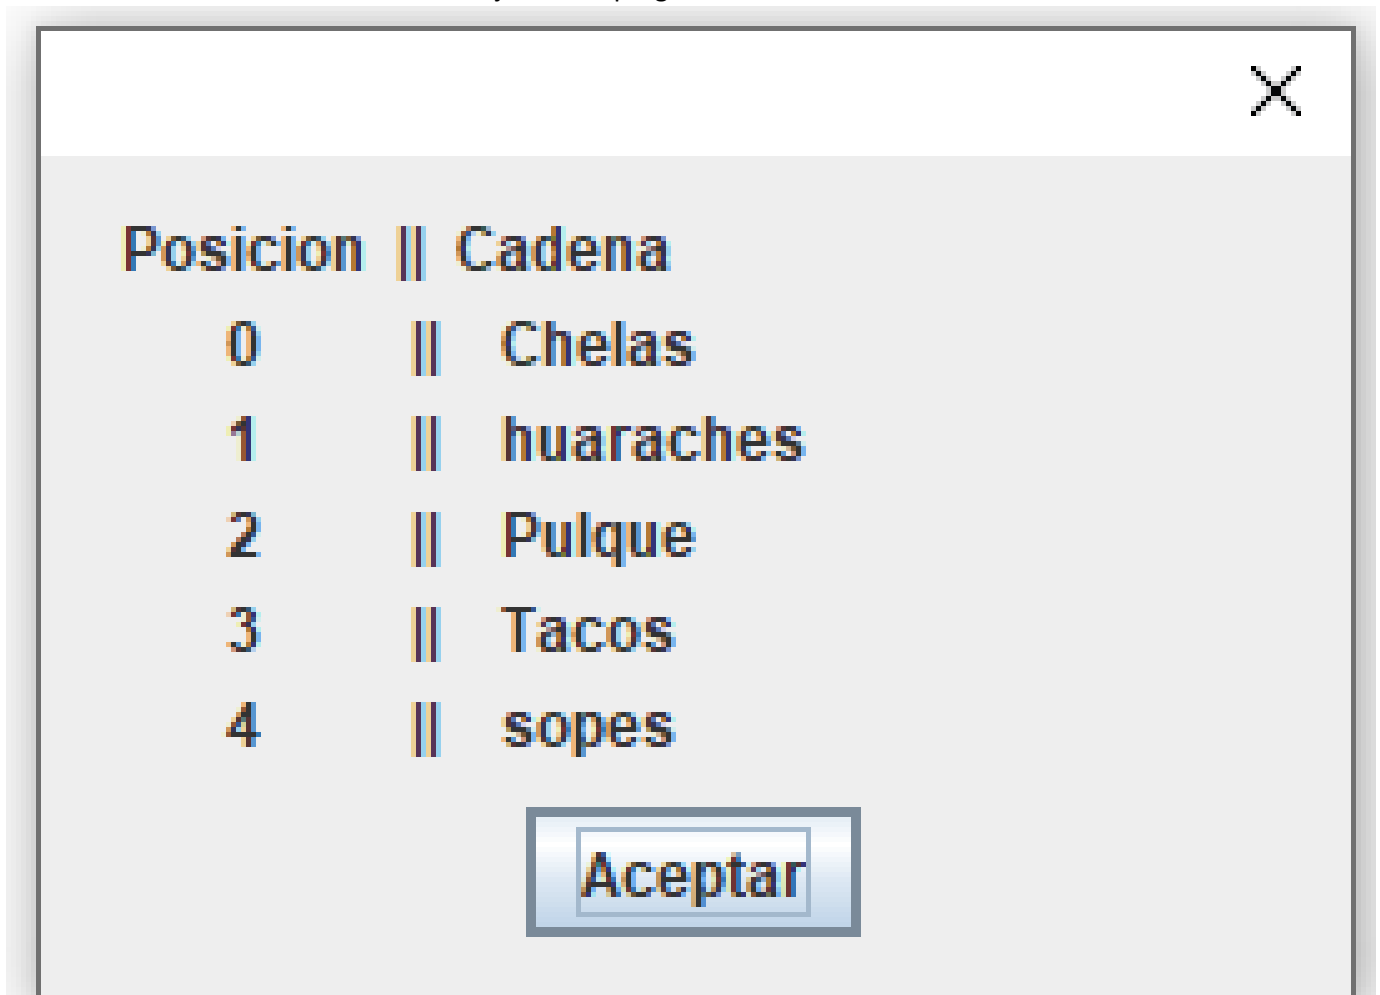 Posicion || Cadena
0 || Chelas
1 || huaraches
2 || Pulque
3 || Tacos
4 || sopes
Aceptar